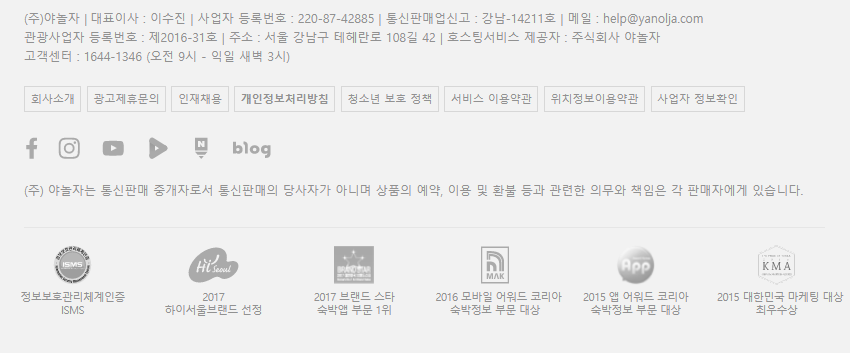 (주)야놀자 | 대표이사 : 이수진 | 사업자 등록번호 : 220-87-42885 | 통신판매업신고 : 강남-14211호 | 메일 : help@yanolja.com
관광사업자 등록번호 : 제2016-31호 | 주소 : 서울 강남구 테헤란로 108길 42 | 호스팅서비스 제공자 : 주식회사 야놀자
고객센터 : 1644-1346 (오전 9시 - 익일 새벽 3시)
회사소개 광고제휴문의 인재채용 개인정보처리방침 청소년 보호 정책 서비스 이용약관 위치정보이용약관 사업자 정보확인
blog
(주) 야놀자는 통신판매 중개자로서 통신판매의 당사자가 아니며 상품의 예약, 이용 및 환불 등과 관련한 의무와 책임은 각 판매자에게 있습니다.
ISMS Hi Seoul BRAND STAR MAK App KMA
정보보호관리체계인증 2017 2017 브랜드 스타 2016 모바일 어워드 코리아 2015 앱 어워드 코리아 2015 대한민국 마케팅 대상
ISMS 하이서울브랜드 선정 숙박앱 부문 1위 숙박정보 부문 대상 숙박정보 부문 대상 최우수상